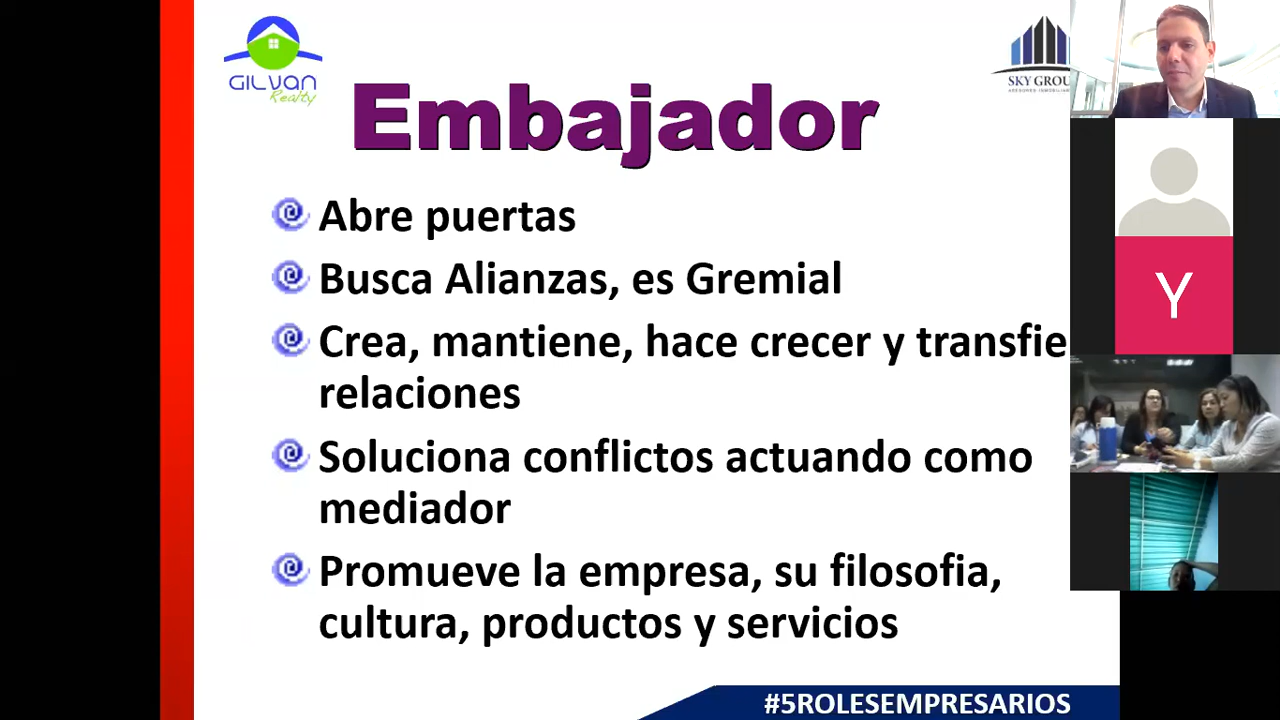 GILVAN
Realty
SKY GROU
Embajador
Abre puertas
Busca Alianzas, es Gremial
Crea, mantiene, hace crecer y transfie
relaciones
Soluciona conflictos actuando como
mediador
Promueve la empresa, su filosofia,
cultura, productos y servicios
#5ROLESEMPRESARIOS
Y